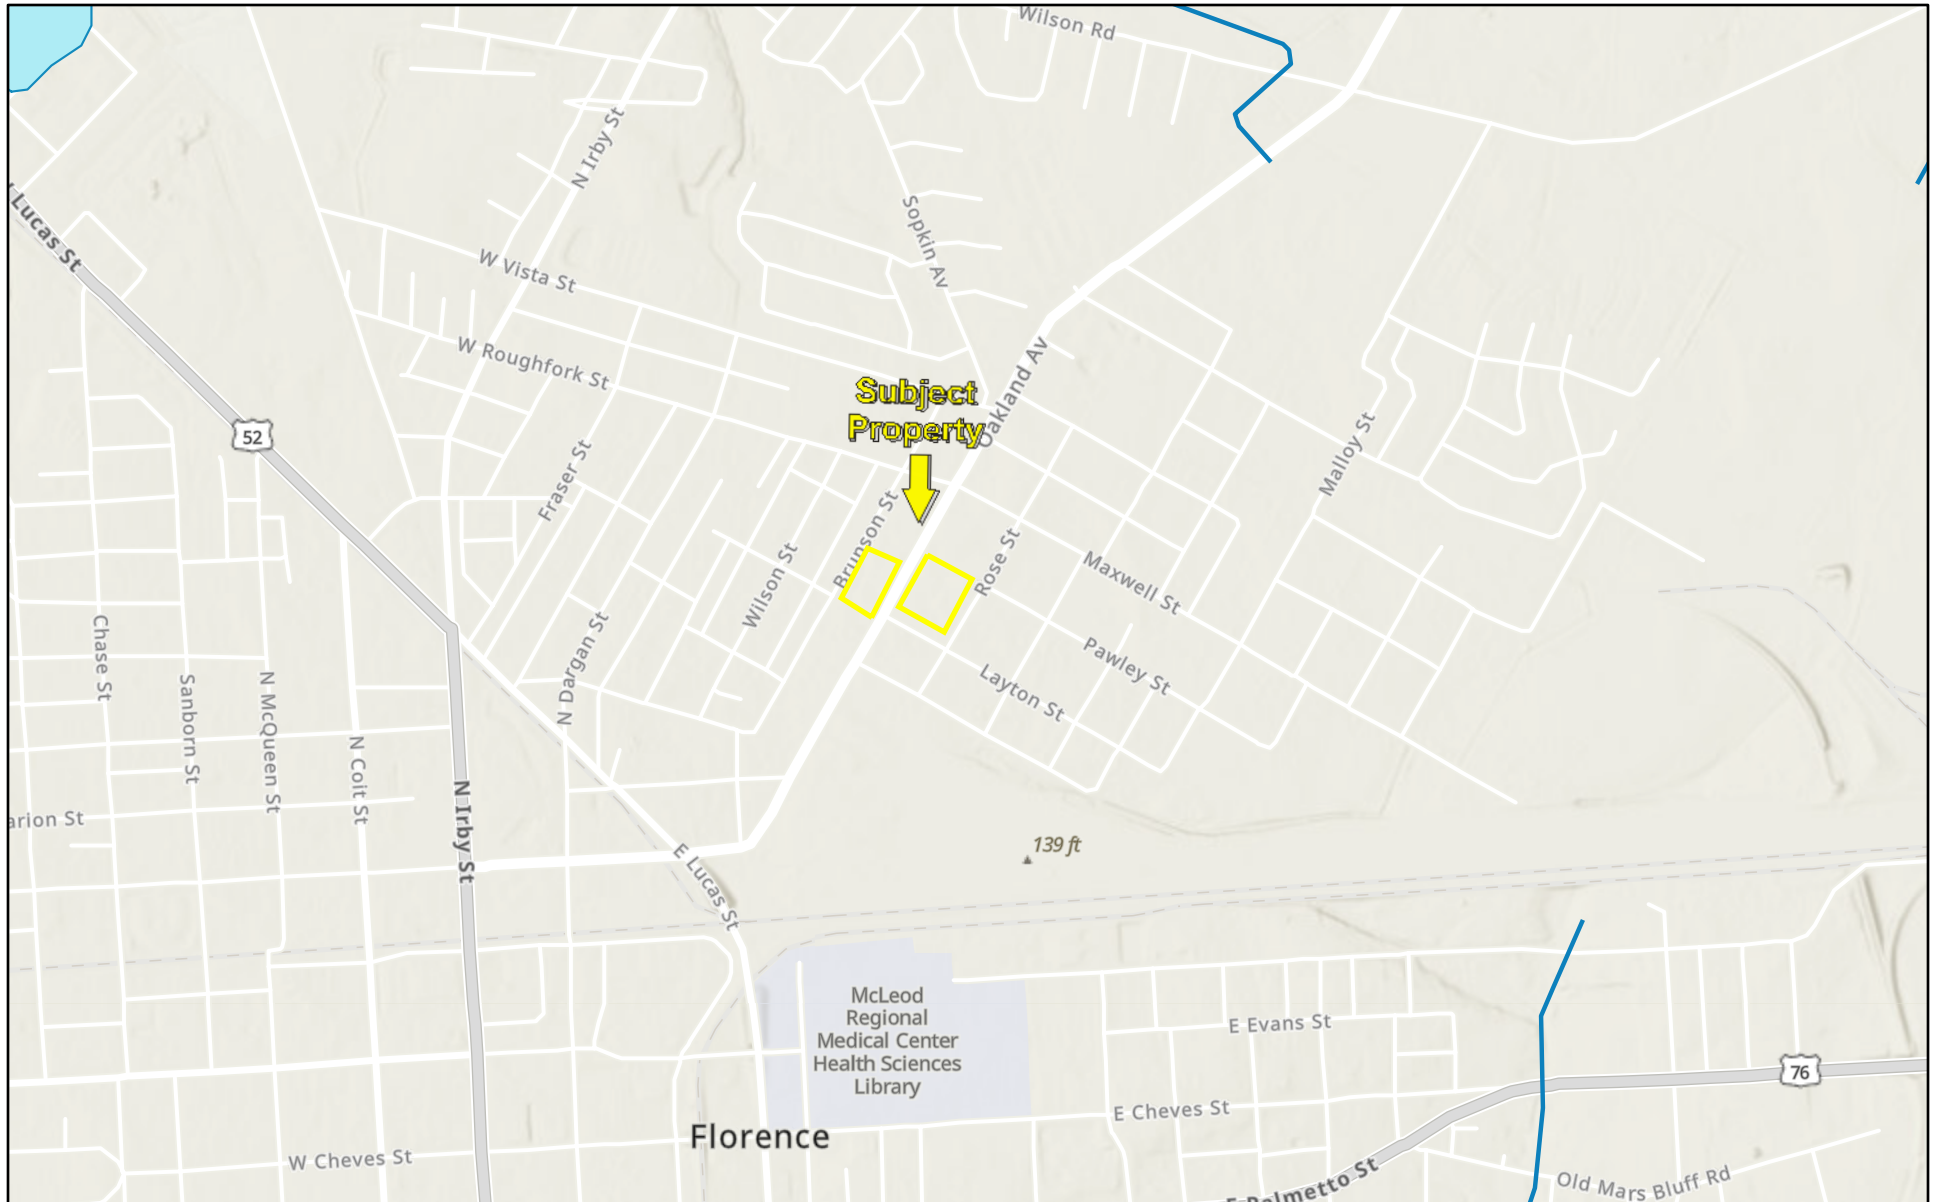 Wilson Rd
N Irby St
Lucas St
Sopkin Av
W Vista St
W Roughfork St
Oakland Av
Subject
Property
52
Fraser St
Malloy St
Brunson St
Wilson St
Rose St
Maxwell St
Chase St
N Dargan St
Pawley St
Layton St
Sanborn St
N McQueen St
N Coit St
N Irby St
arion St
139 ft
E Lucas St
McLeod
Regional
Medical Center
Health Sciences
Library
E Evans St
76
E Cheves St
Florence
W Cheves St
E Palmetto St
Old Mars Bluff Rd